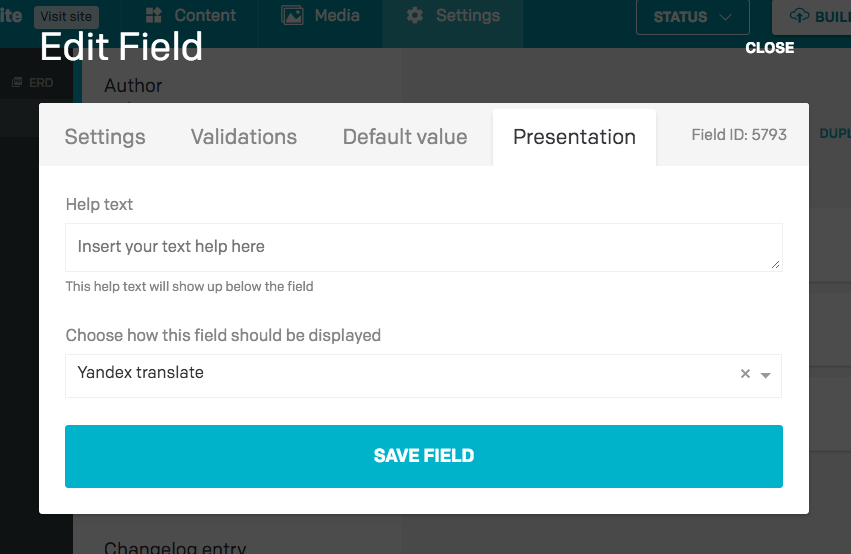 ite Visit site Content Media Settings STATUS BUIL
Edit Field
CLOSE
ERD
Author
Settings Validations Default value Presentation Field ID: 5793
DUPL
Help text
Insert your text help here
This help text will show up below the field
Choose how this field should be displayed
Yandex translate
SAVE FIELD
Changelog entry